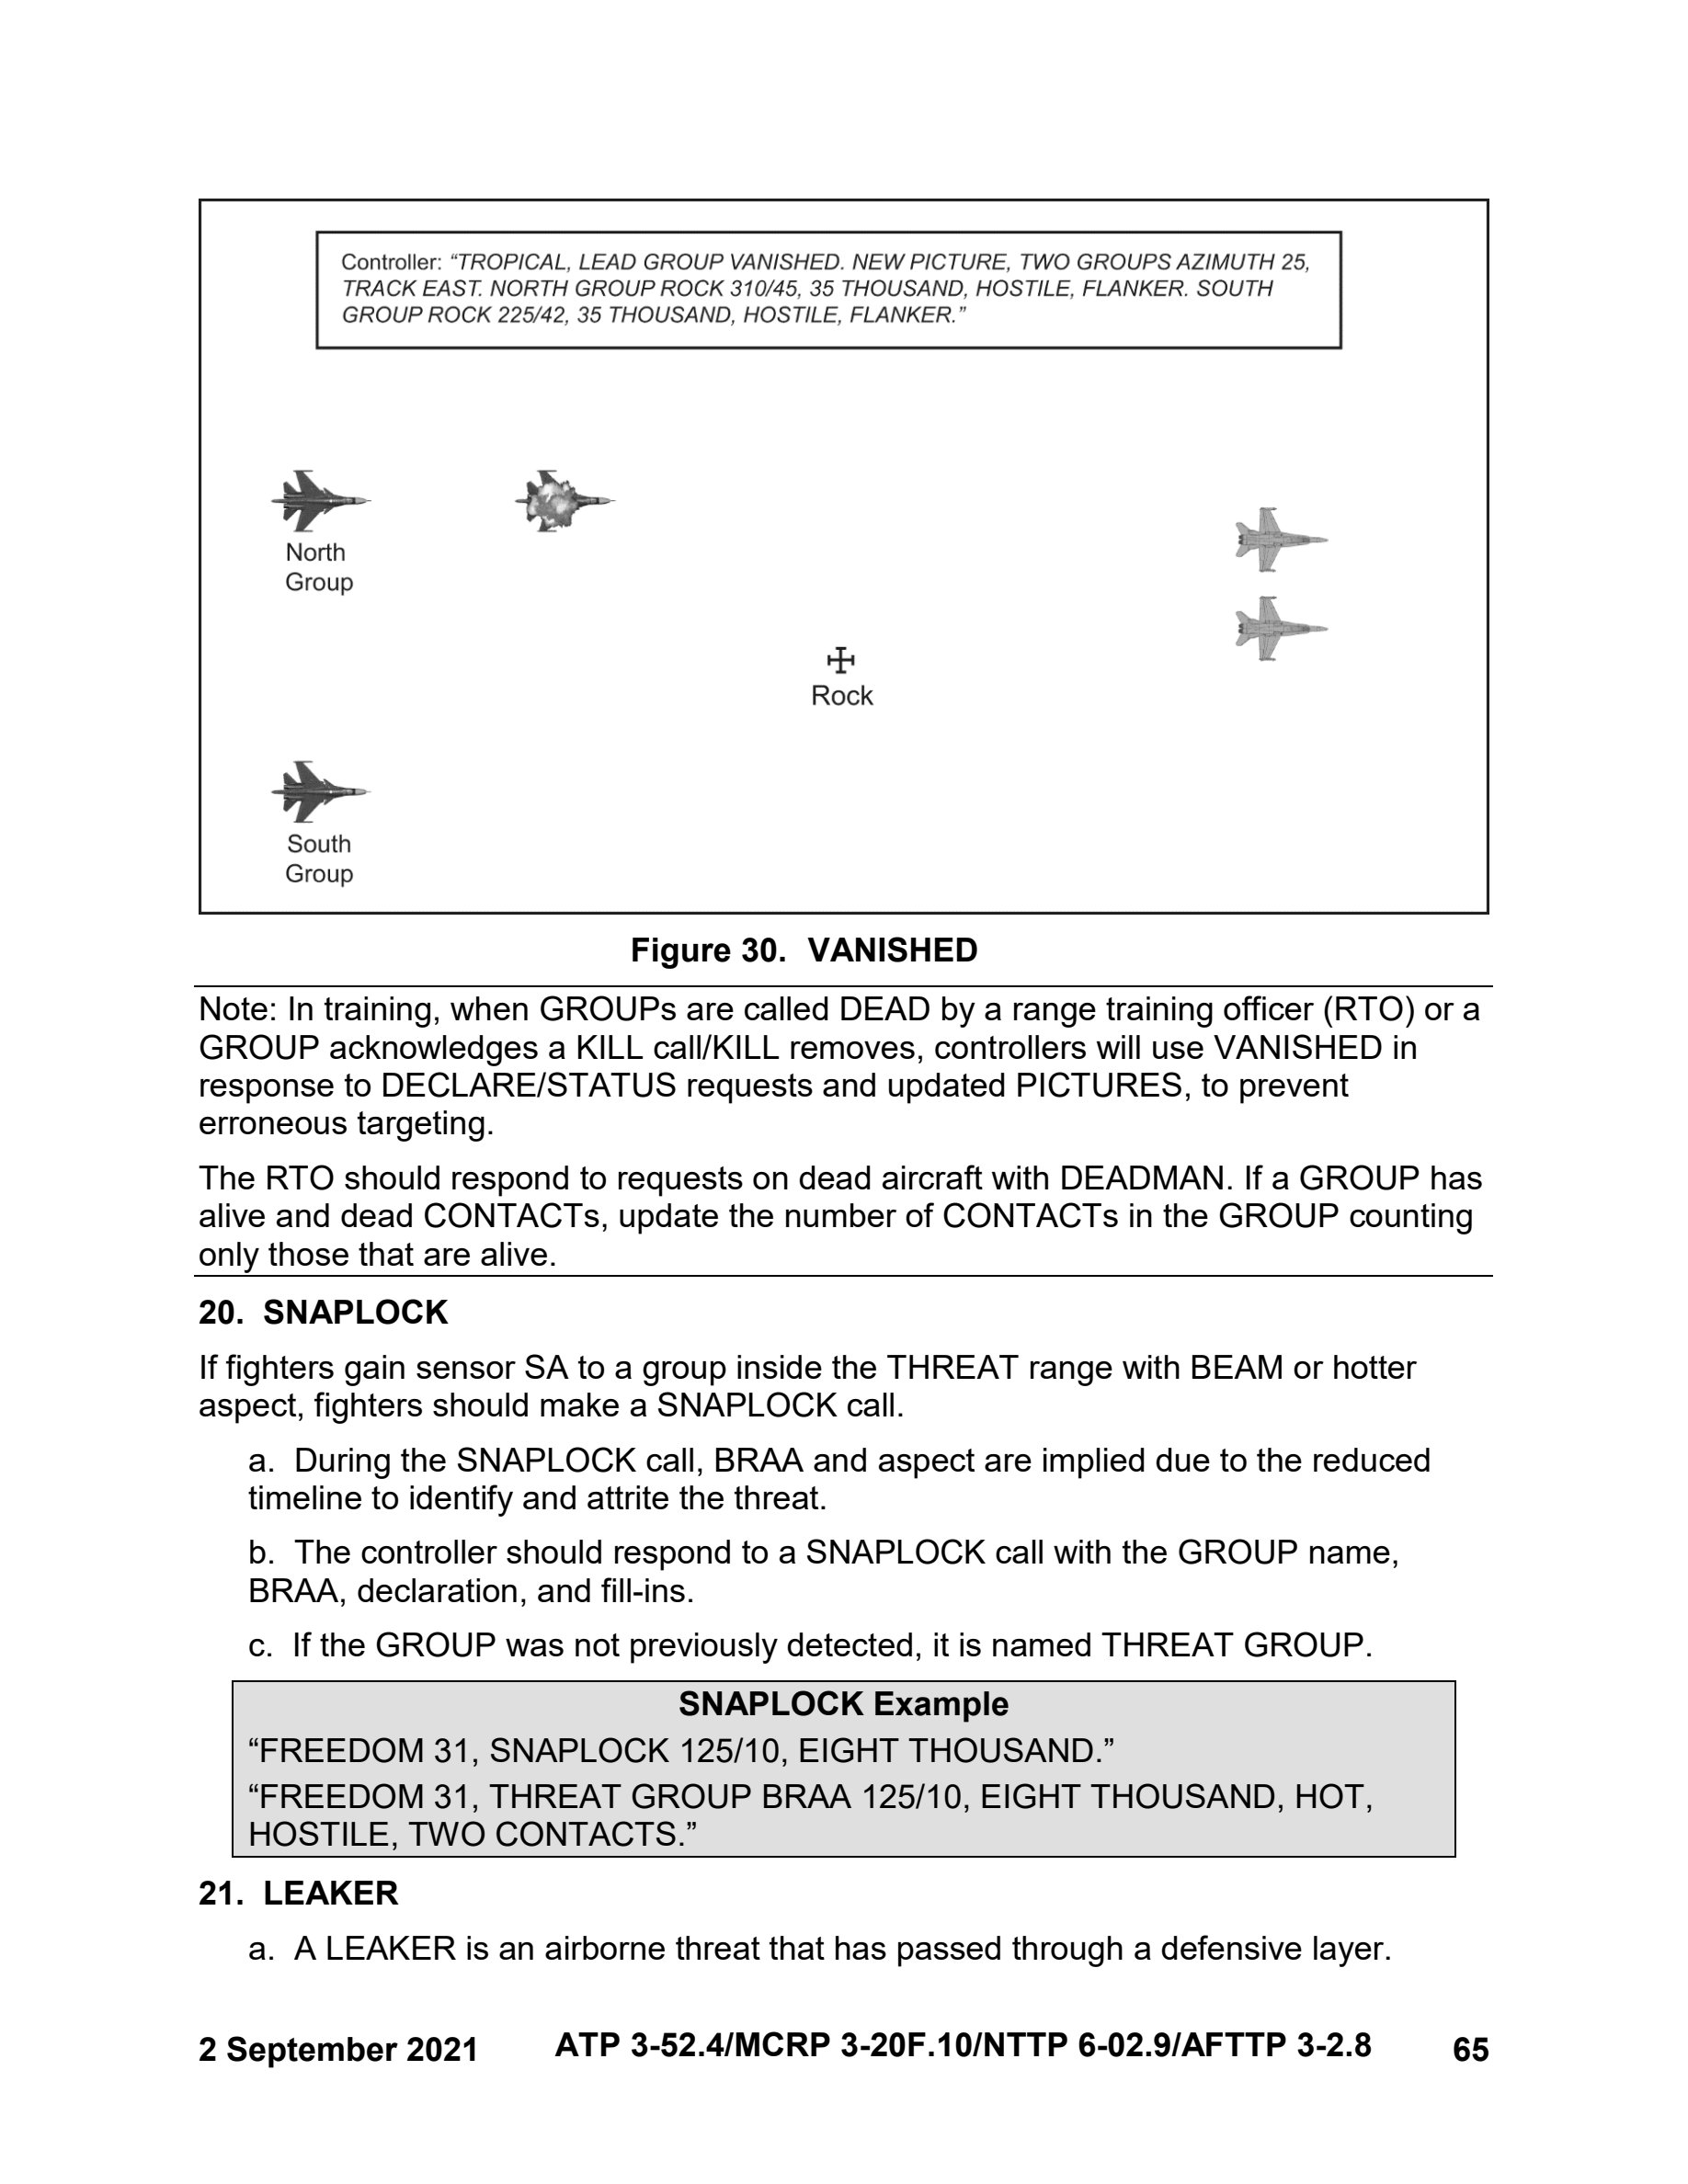 Controller: “TROPICAL, LEAD GROUP VANISHED. NEW PICTURE, TWO GROUPS AZIMUTH 25,
TRACK EAST. NORTH GROUP ROCK 310/45, 35 THOUSAND, HOSTILE, FLANKER. SOUTH
GROUP ROCK 225/42, 35 THOUSAND, HOSTILE, FLANKER.”
North
Group
Rock
South
Group
Figure 30. VANISHED
Note: In training, when GROUPs are called DEAD by a range training officer (RTO) or a
GROUP acknowledges a KILL call/KILL removes, controllers will use VANISHED in
response to DECLARE/STATUS requests and updated PICTURES, to prevent
erroneous targeting.
The RTO should respond to requests on dead aircraft with DEADMAN. If a GROUP has
alive and dead CONTACTs, update the number of CONTACTs in the GROUP counting
only those that are alive.
20. SNAPLOCK
If fighters gain sensor SA to a group inside the THREAT range with BEAM or hotter
aspect, fighters should make a SNAPLOCK call.
a. During the SNAPLOCK call, BRAA and aspect are implied due to the reduced
timeline to identify and attrite the threat.
b. The controller should respond to a SNAPLOCK call with the GROUP name,
BRAA, declaration, and fill-ins.
c. If the GROUP was not previously detected, it is named THREAT GROUP.
SNAPLOCK Example
“FREEDOM 31, SNAPLOCK 125/10, EIGHT THOUSAND.”
“FREEDOM 31, THREAT GROUP BRAA 125/10, EIGHT THOUSAND, HOT,
HOSTILE, TWO CONTACTS.”
21. LEAKER
a. A LEAKER is an airborne threat that has passed through a defensive layer.
2 September 2021 ATP 3-52.4/MCRP 3-20F.10/NTTP 6-02.9/AFTTP 3-2.8 65